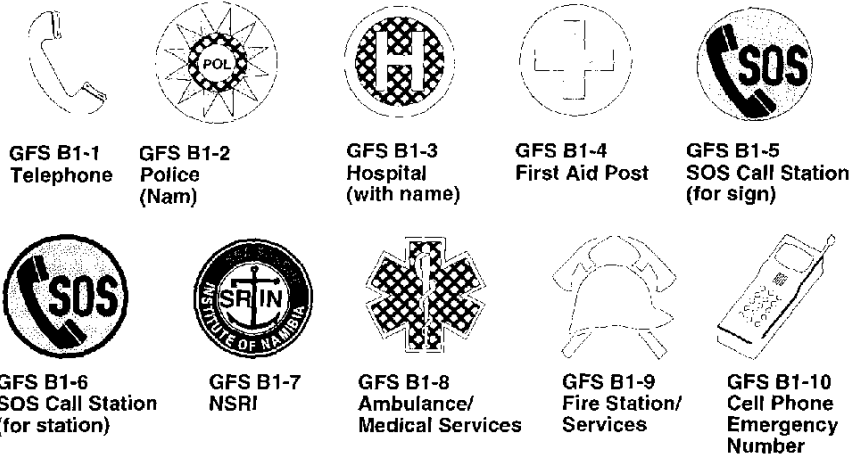 POL
H
SOS
GFS B1-1
Telephone
GFS B1-2
Police
(Nam)
GFS B1-3
Hospital
(with name)
GFS B1-4
First Aid Post
GFS B1-5
SOS Call Station
(for sign)
SOS
SR IN
INSTITUTE OF NAMIBIA
GFS B1-6
SOS Call Station
(for station)
GFS B1-7
NSRI
GFS B1-8
Ambulance/
Medical Services
GFS B1-9
Fire Station/
Services
GFS B1-10
Cell Phone
Emergency
Number